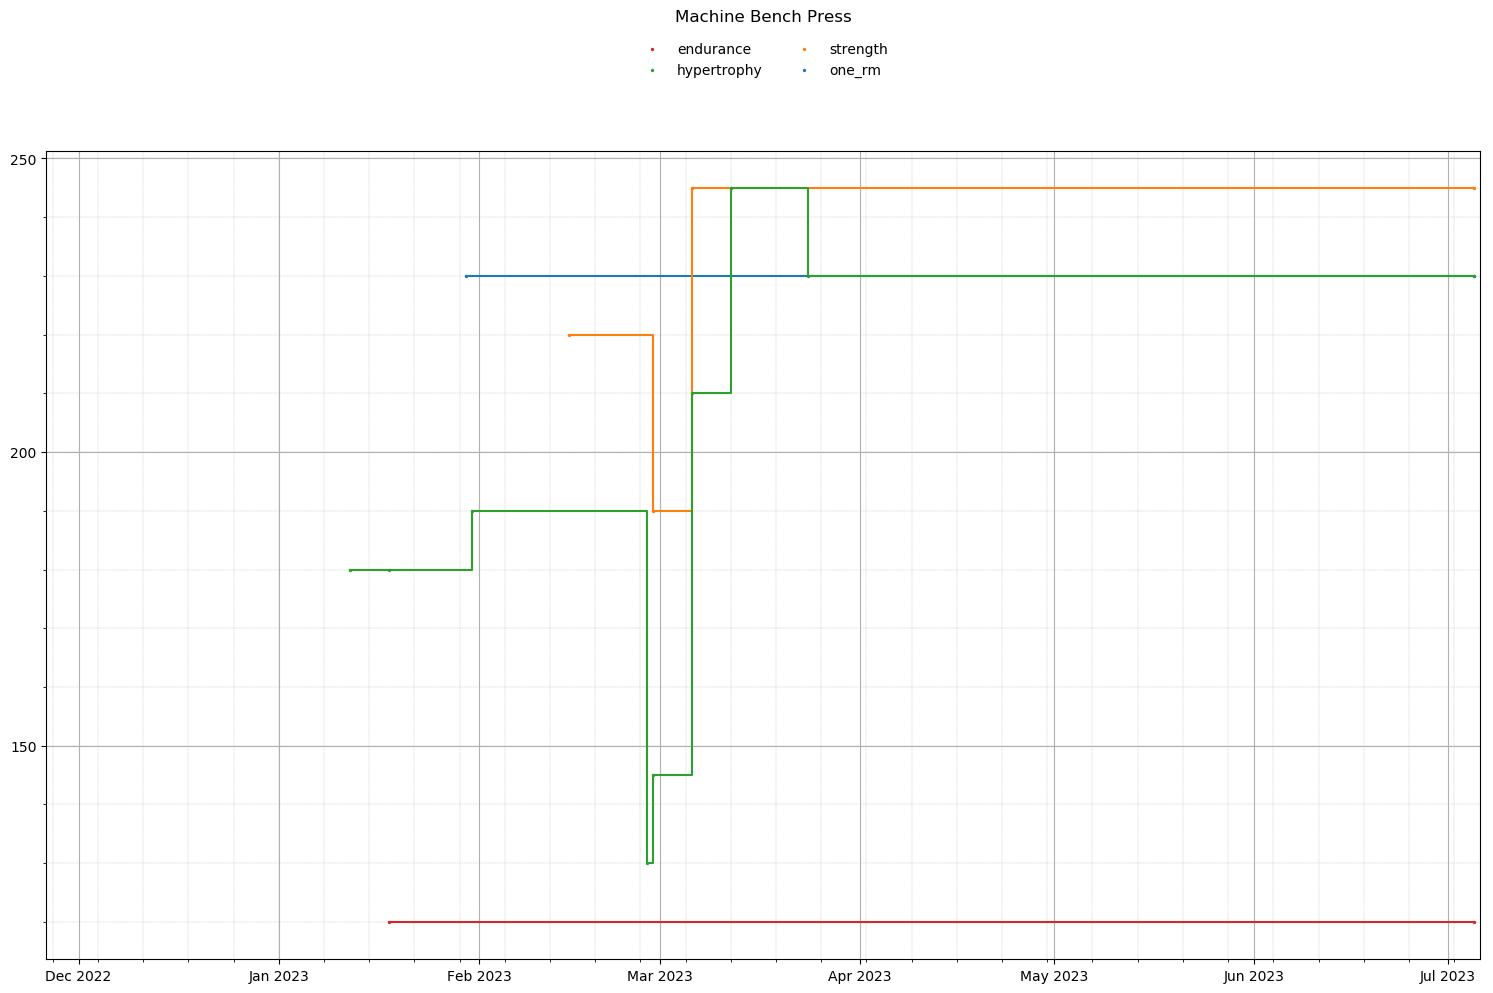 Machine Bench Press
endurance strength
hypertrophy one_rm
250
200
150
Dec 2022 Jan 2023 Feb 2023 Mar 2023 Apr 2023 May 2023 Jun 2023 Jul 2023